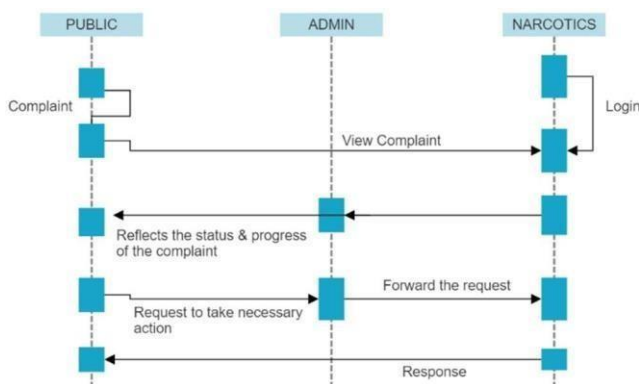 PUBLIC
ADMIN
NARCOTICS
Complaint
Login
View Complaint
Reflects the status & progress
of the complaint
Forward the request
Request to take necessary
action
Response